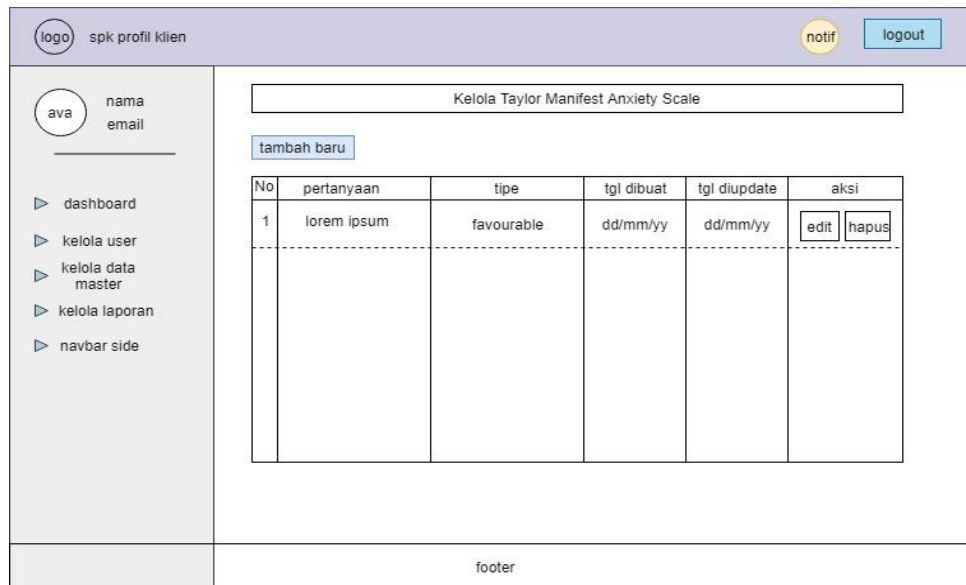 logo spk profil klien notif logout
ava
nama
email
dashboard
kelola user
kelola data
master
kelola laporan
navbar side
Kelola Taylor Manifest Anxiety Scale
tambah baru
No pertanyaan tipe tgl dibuat tgl diupdate aksi
1 lorem ipsum favourable dd/mm/yy dd/mm/yy edit hapus
footer